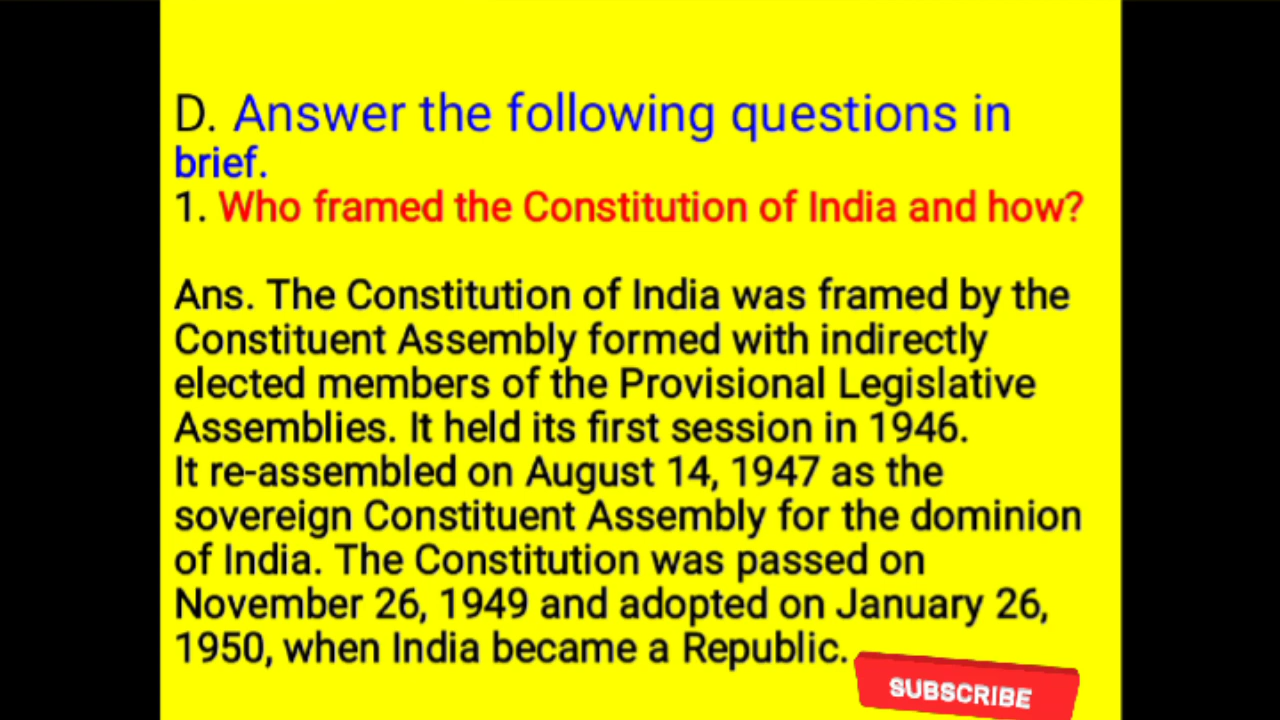 D. Answer the following questions in
brief.
1. Who framed the Constitution of India and how?
Ans. The Constitution of India was framed by the
Constituent Assembly formed with indirectly
elected members of the Provisional Legislative
Assemblies. It held its first session in 1946.
It re-assembled on August 14, 1947 as the
sovereign Constituent Assembly for the dominion
of India. The Constitution was passed on
November 26, 1949 and adopted on January 26,
1950, when India became a Republic.
SUBSCRIBE